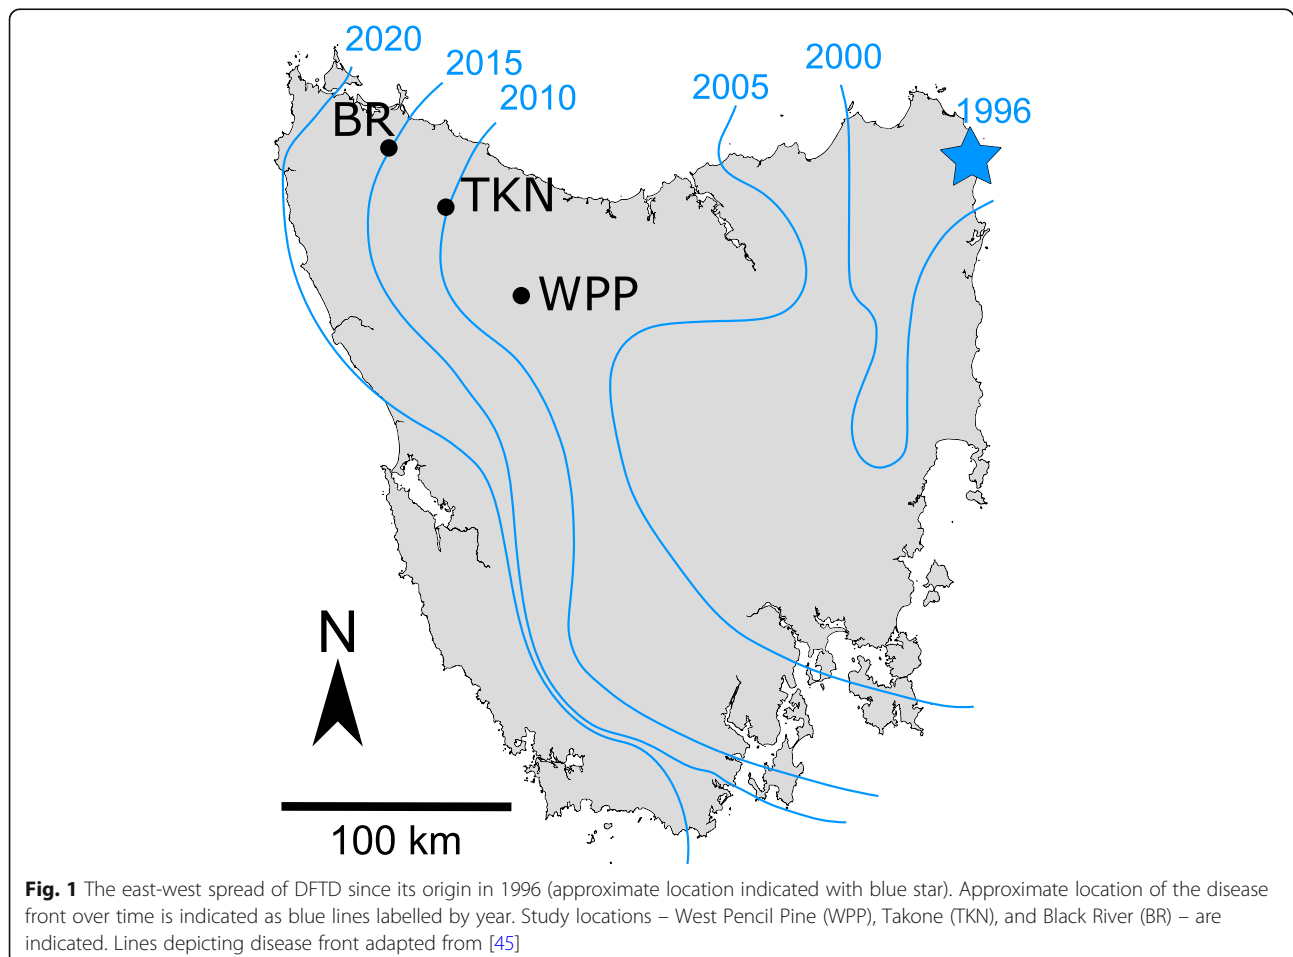 2020
2015
2010
2005
2000
1996
BR
TKN
WPP
N
100 km
Fig. 1 The east-west spread of DFTD since its origin in 1996 (approximate location indicated with blue star). Approximate location of the disease
front over time is indicated as blue lines labelled by year. Study locations – West Pencil Pine (WPP), Takone (TKN), and Black River (BR) – are
indicated. Lines depicting disease front adapted from [45]